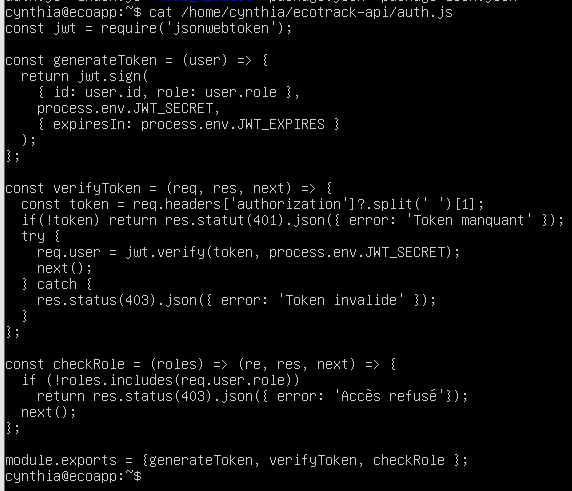 cynthia@ecoapp:~$ cat /home/cynthia/ecotrack-api/auth.js
const jwt = require('jsonwebtoken');

const generateToken = (user) => {
  return jwt.sign(
    { id: user.id, role: user.role },
    process.env.JWT_SECRET,
    { expiresIn: process.env.JWT_EXPIRES }
  );
};

const verifyToken = (req, res, next) => {
  const token = req.headers['authorization']?.split(' ')[1];
  if(!token) return res.statut(401).json({ error: 'Token manquant' });
  try {
    req.user = jwt.verify(token, process.env.JWT_SECRET);
    next();
  } catch {
    res.status(403).json({ error: 'Token invalide' });
  }
};

const checkRole = (roles) => (re, res, next) => {
  if (!roles.includes(req.user.role))
    return res.status(403).json({ error: 'Accès refusé'});
  next();
};

module.exports = {generateToken, verifyToken, checkRole };
cynthia@ecoapp:~$